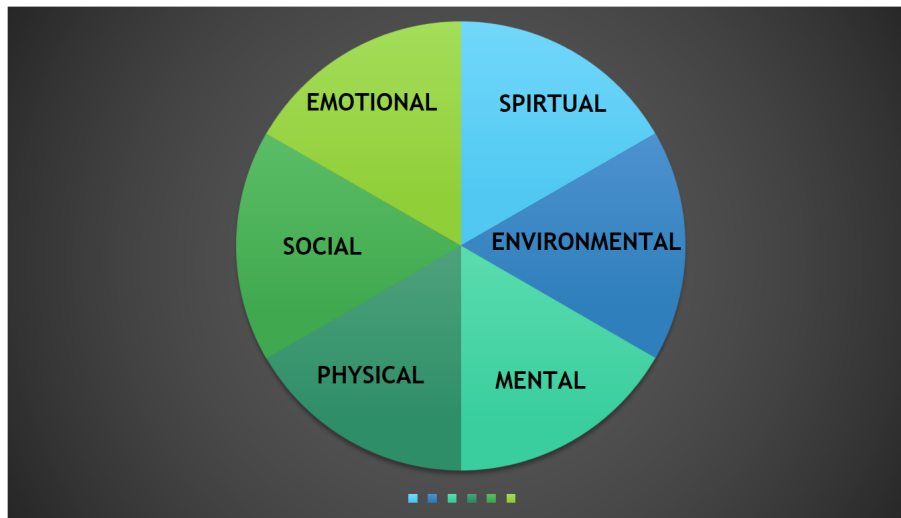 EMOTIONAL
SPIRTUAL
SOCIAL
ENVIRONMENTAL
PHYSICAL
MENTAL